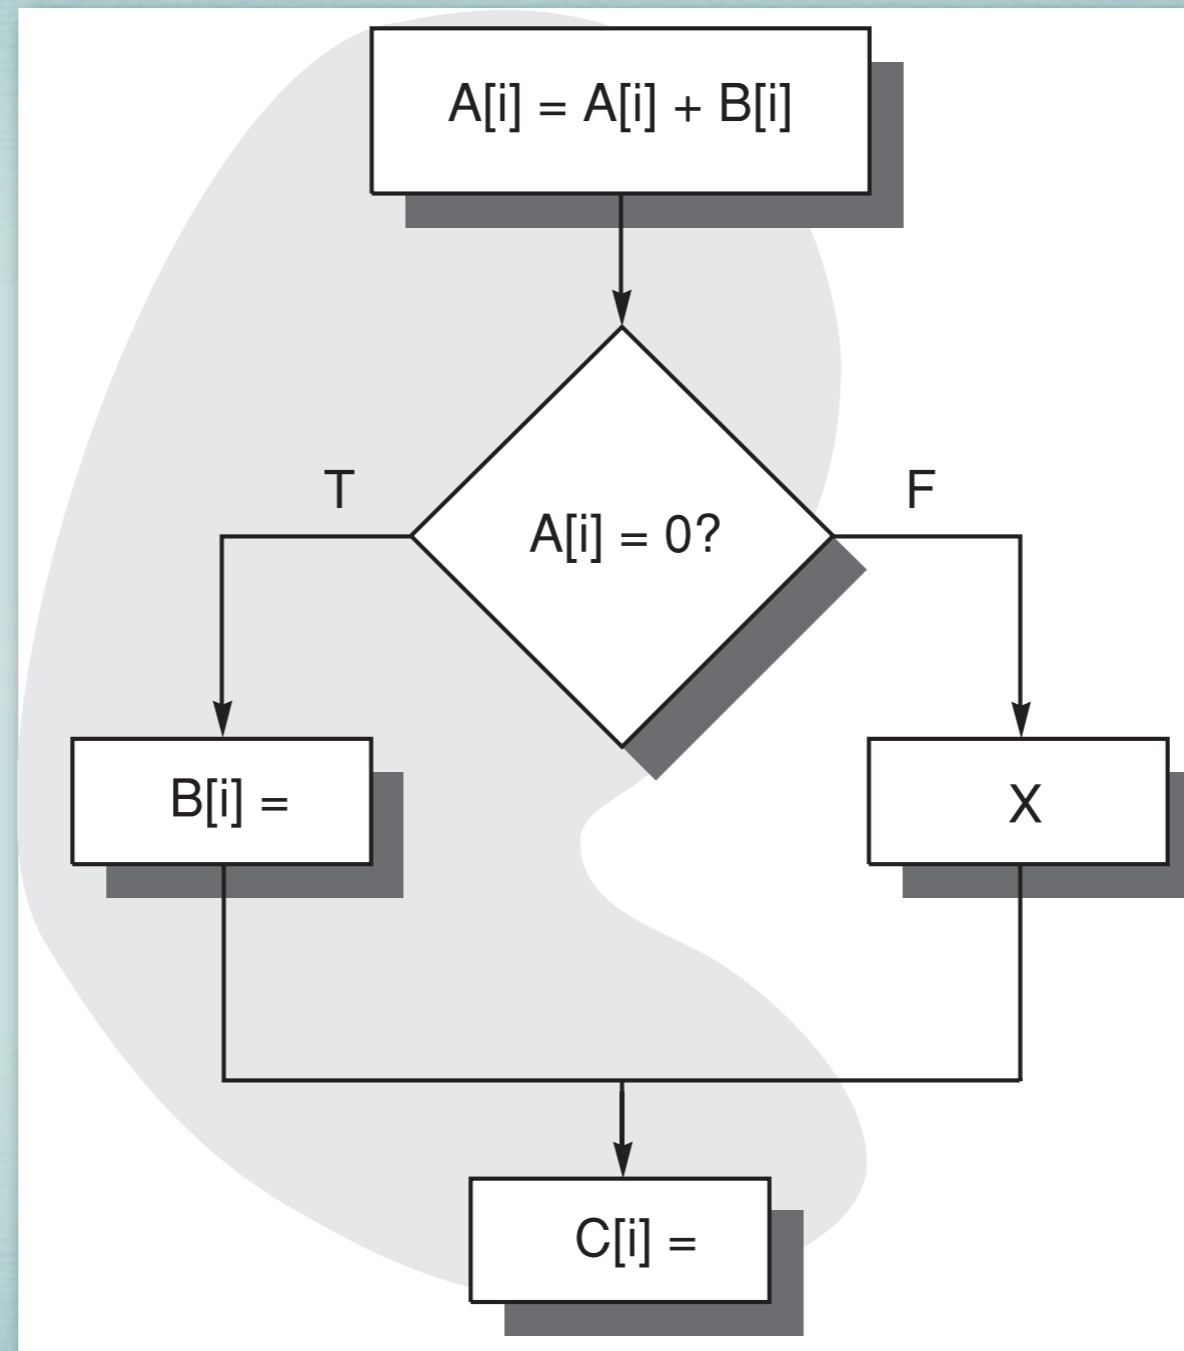 A[i] = A[i] + B[i]
T
F
A[i] = 0?
B[i] =
X
C[i] =